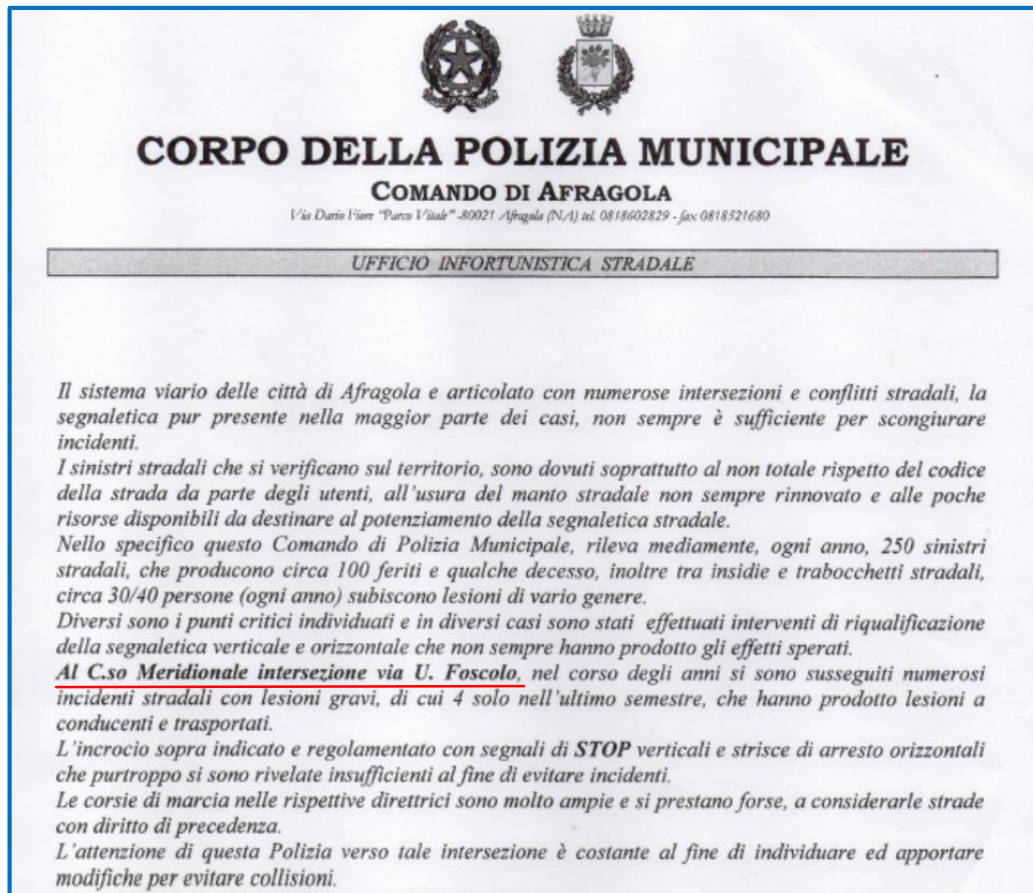 CORPO DELLA POLIZIA MUNICIPALE
COMANDO DI AFRAGOLA
Via Dario Fiore "Parco Vitale" -80021 Afragola (NA) tel. 0818602829 - fax 0818521680
UFFICIO INFORTUNISTICA STRADALE
Il sistema viario delle città di Afragola e articolato con numerose intersezioni e conflitti stradali, la
segnaletica pur presente nella maggior parte dei casi, non sempre è sufficiente per scongiurare
incidenti.
I sinistri stradali che si verificano sul territorio, sono dovuti soprattutto al non totale rispetto del codice
della strada da parte degli utenti, all'usura del manto stradale non sempre rinnovato e alle poche
risorse disponibili da destinare al potenziamento della segnaletica stradale.
Nello specifico questo Comando di Polizia Municipale, rileva mediamente, ogni anno, 250 sinistri
stradali, che producono circa 100 feriti e qualche decesso, inoltre tra insidie e trabocchetti stradali,
circa 30/40 persone (ogni anno) subiscono lesioni di vario genere.
Diversi sono i punti critici individuati e in diversi casi sono stati effettuati interventi di riqualificazione
della segnaletica verticale e orizzontale che non sempre hanno prodotto gli effetti sperati.
Al C.so Meridionale intersezione via U. Foscolo, nel corso degli anni si sono susseguiti numerosi
incidenti stradali con lesioni gravi, di cui 4 solo nell'ultimo semestre, che hanno prodotto lesioni a
conducenti e trasportati.
L'incrocio sopra indicato e regolamentato con segnali di STOP verticali e strisce di arresto orizzontali
che purtroppo si sono rivelate insufficienti al fine di evitare incidenti.
Le corsie di marcia nelle rispettive direttrici sono molto ampie e si prestano forse, a considerarle strade
con diritto di precedenza.
L'attenzione di questa Polizia verso tale intersezione è costante al fine di individuare ed apportare
modifiche per evitare collisioni.